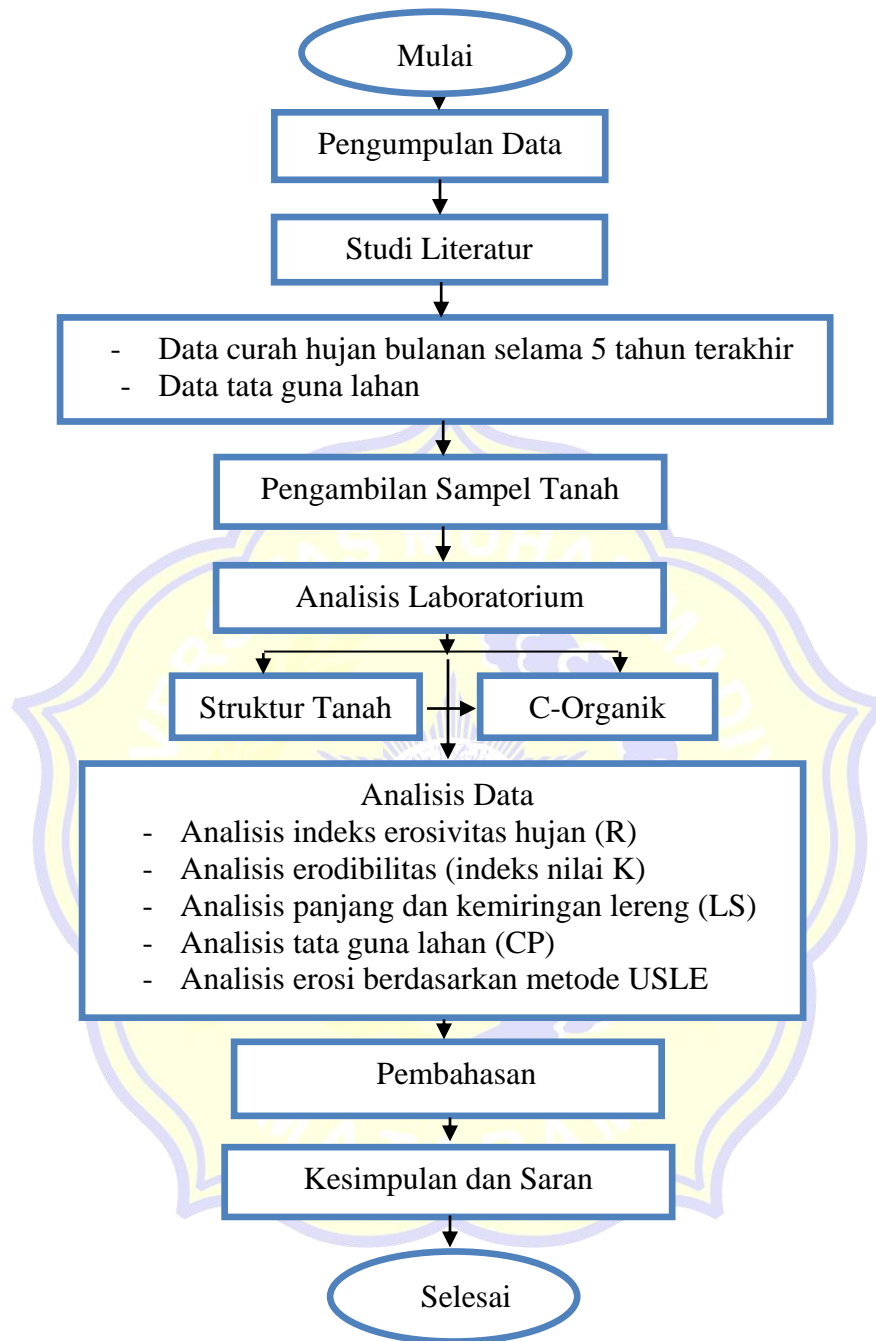 Mulai
Pengumpulan Data
Studi Literatur
- Data curah hujan bulanan selama 5 tahun terakhir
- Data tata guna lahan
Pengambilan Sampel Tanah
Analisis Laboratorium
Struktur Tanah
C-Organik
Analisis Data
- Analisis indeks erosivitas hujan (R)
- Analisis erodibilitas (indeks nilai K)
- Analisis panjang dan kemiringan lereng (LS)
- Analisis tata guna lahan (CP)
- Analisis erosi berdasarkan metode USLE
Pembahasan
Kesimpulan dan Saran
Selesai